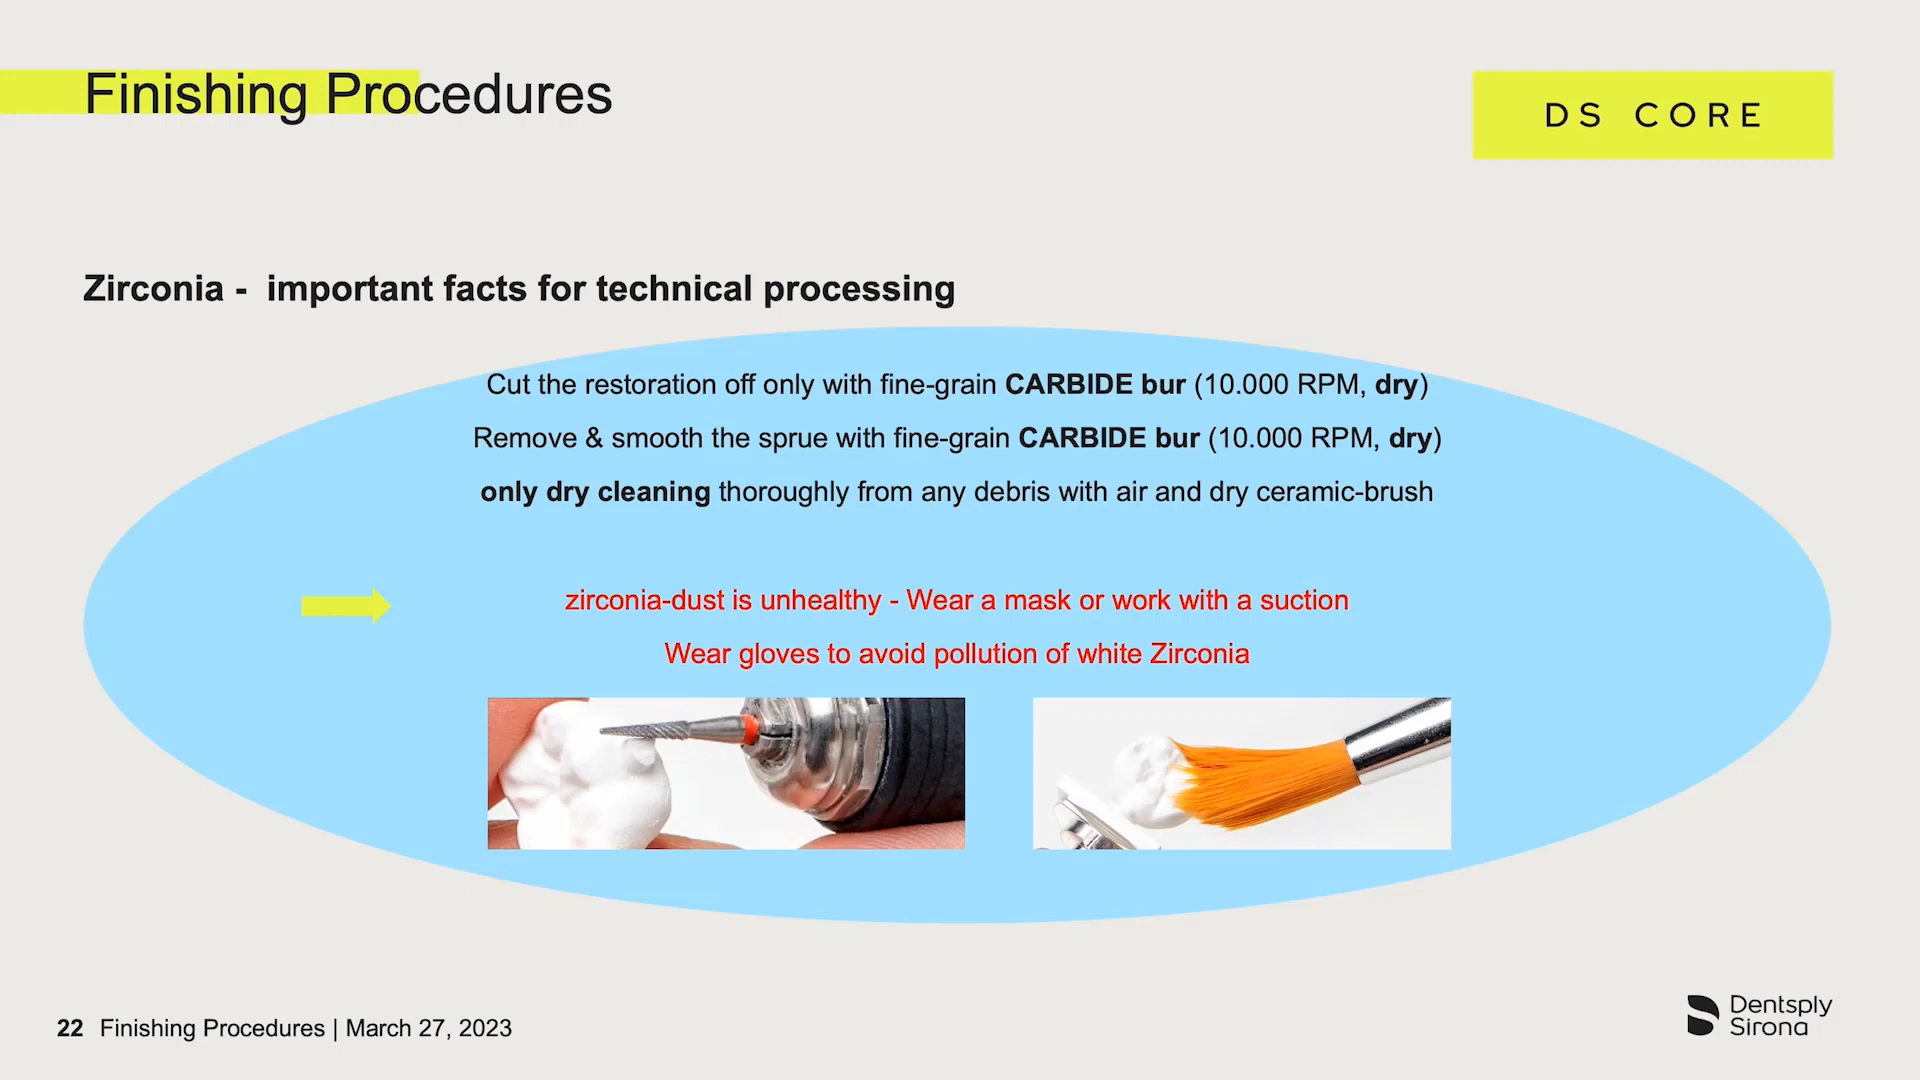 Finishing Procedures
DS CORE
Zirconia - important facts for technical processing
Cut the restoration off only with fine-grain CARBIDE bur (10.000 RPM, dry)
Remove & smooth the sprue with fine-grain CARBIDE bur (10.000 RPM, dry)
only dry cleaning thoroughly from any debris with air and dry ceramic-brush
zirconia-dust is unhealthy - Wear a mask or work with a suction
Wear gloves to avoid pollution of white Zirconia
22 Finishing Procedures | March 27, 2023
Dentsply
Sirona